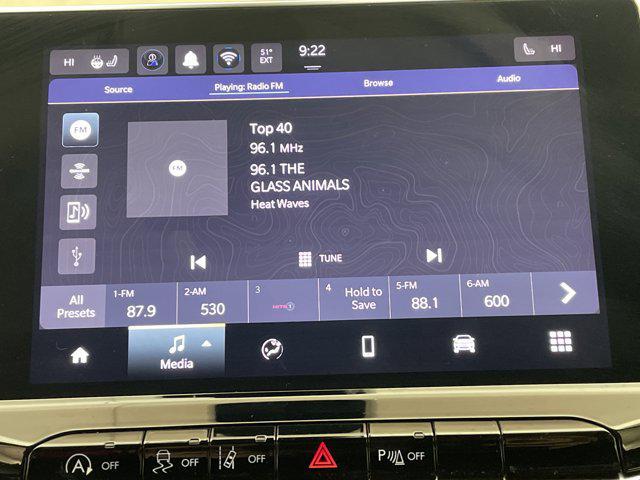 HI 51° EXT 9:22 HI
Source Playing: Radio FM Browse Audio
FM
FM
Top 40
96.1 MHz
96.1 THE
GLASS ANIMALS
Heat Waves
TUNE
All Presets
1-FM 87.9
2-AM 530
3 HITS1
4 Hold to Save
5-FM 88.1
6-AM 600
Media
A OFF
OFF
OFF
P OFF